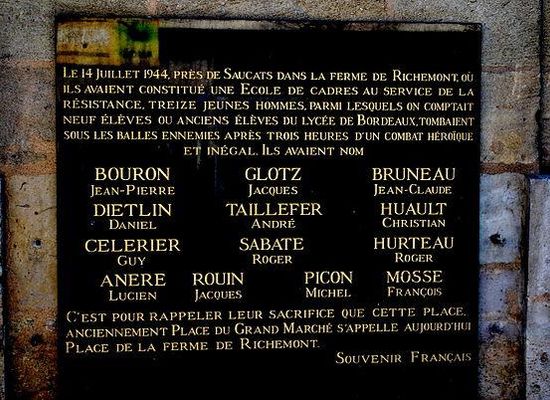 Le 14 Juillet 1944, près de Saucats dans la ferme de Richemont, où
ils avaient constitué une Ecole de cadres au service de la
résistance, treize jeunes hommes, parmi lesquels on comptait
neuf élèves ou anciens élèves du lycée de Bordeaux, tombaient
sous les balles ennemies après trois heures d'un combat héroïque
et inégal. Ils avaient nom
BOURON GLOTZ BRUNEAU
Jean-Pierre Jacques Jean-Claude
DIETLIN TAILLEFER HUAULT
Daniel André Christian
CELERIER SABATE HURTEAU
Guy Roger Roger
ANERE ROUIN PICON MOSSE
Lucien Jacques Michel François
C'est pour rappeler leur sacrifice que cette place,
anciennement Place du Grand Marché s'appelle aujourd'hui
Place de la ferme de Richemont.
Souvenir Français